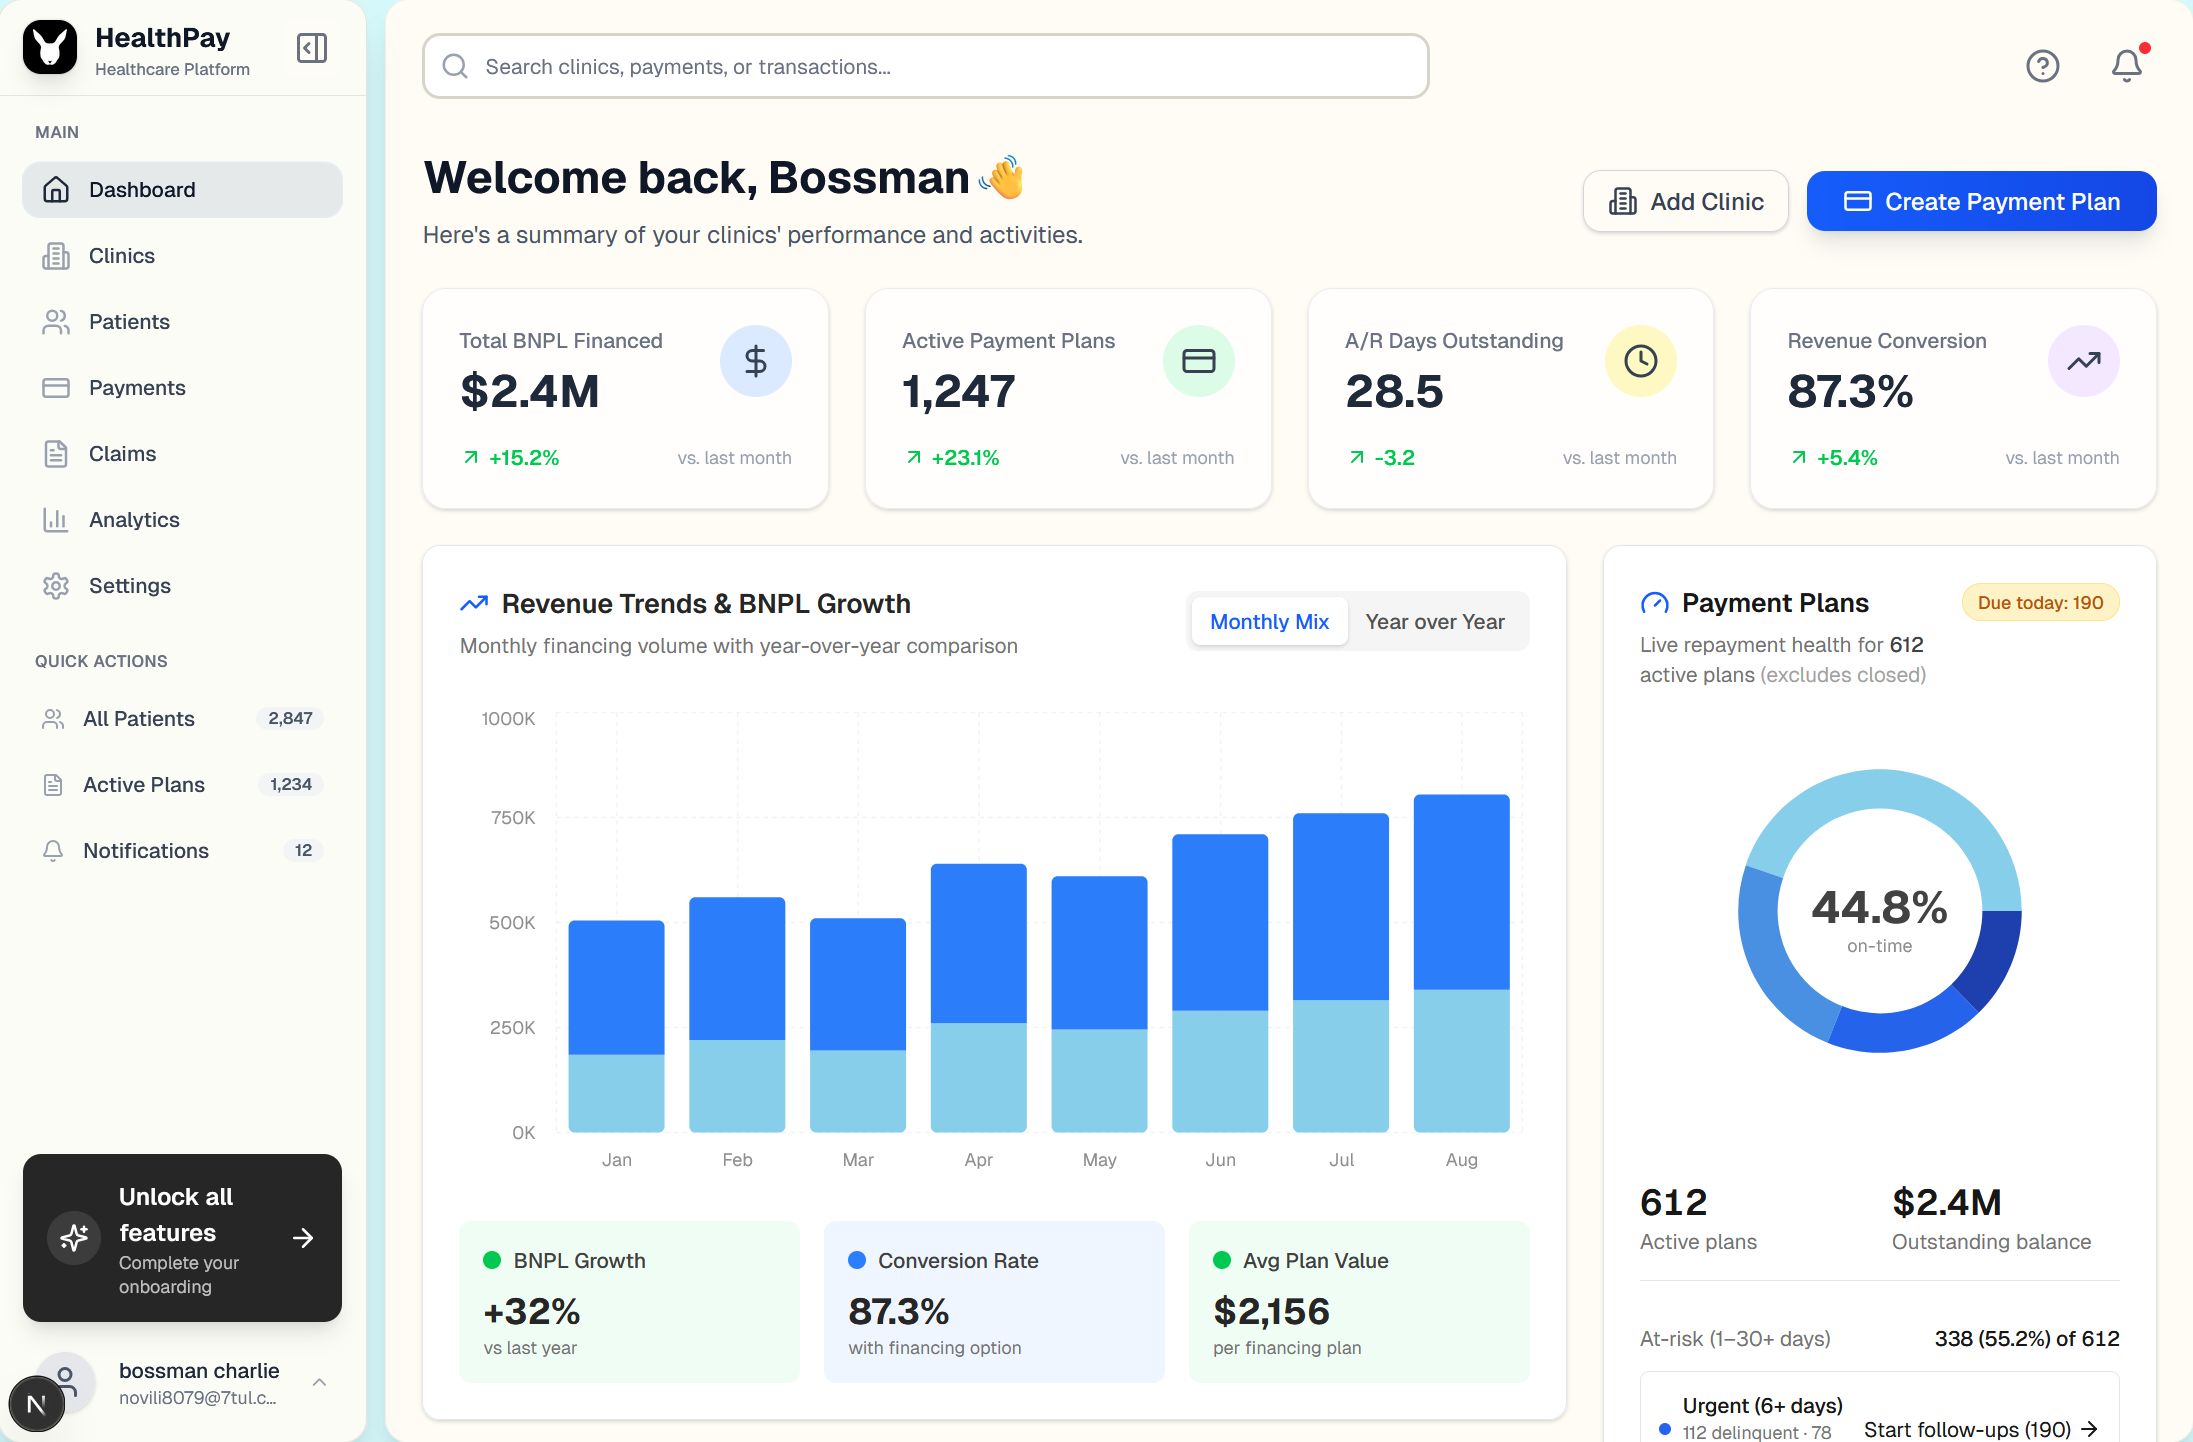 HealthPay
Healthcare Platform
MAIN
Dashboard
Clinics
Patients
Payments
Claims
Analytics
Settings
QUICK ACTIONS
All Patients 2,847
Active Plans 1,234
Notifications 12
Unlock all
features
Complete your
onboarding
bossman charlie
novili8079@7tul.c...
N
Search clinics, payments, or transactions...
Welcome back, Bossman 👋
Here's a summary of your clinics' performance and activities.
Add Clinic
Create Payment Plan
Total BNPL Financed
$2.4M
+15.2% vs. last month
Active Payment Plans
1,247
+23.1% vs. last month
A/R Days Outstanding
28.5
-3.2 vs. last month
Revenue Conversion
87.3%
+5.4% vs. last month
Revenue Trends & BNPL Growth
Monthly financing volume with year-over-year comparison
Monthly Mix Year over Year
1000K
750K
500K
250K
0K
Jan Feb Mar Apr May Jun Jul Aug
BNPL Growth
+32%
vs last year
Conversion Rate
87.3%
with financing option
Avg Plan Value
$2,156
per financing plan
Payment Plans
Due today: 190
Live repayment health for 612
active plans (excludes closed)
44.8%
on-time
612
Active plans
$2.4M
Outstanding balance
At-risk (1–30+ days) 338 (55.2%) of 612
Urgent (6+ days)
112 delinquent · 78
Start follow-ups (190) →